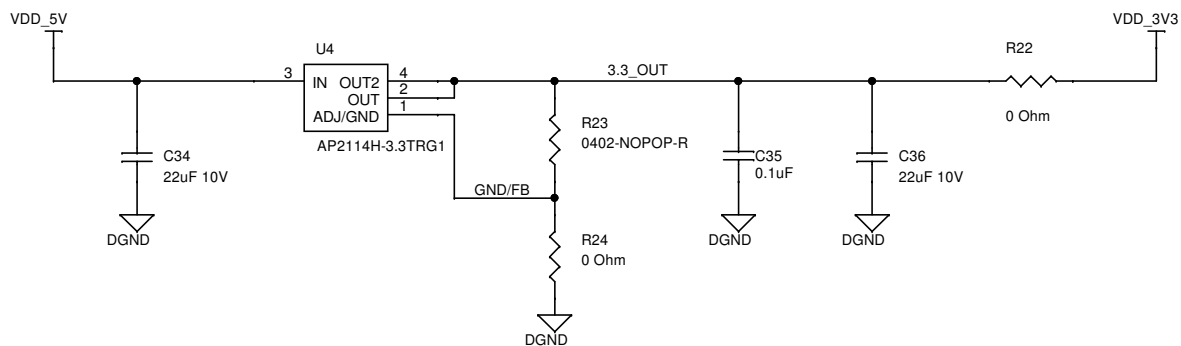 VDD_5V
VDD_3V3
U4
R22
3
IN
OUT2
4
3.3_OUT
OUT
2
ADJ/GND
1
0 Ohm
R23
0402-NOPOP-R
AP2114H-3.3TRG1
C34
22uF 10V
C35
0.1uF
C36
22uF 10V
GND/FB
DGND
DGND
DGND
R24
0 Ohm
DGND